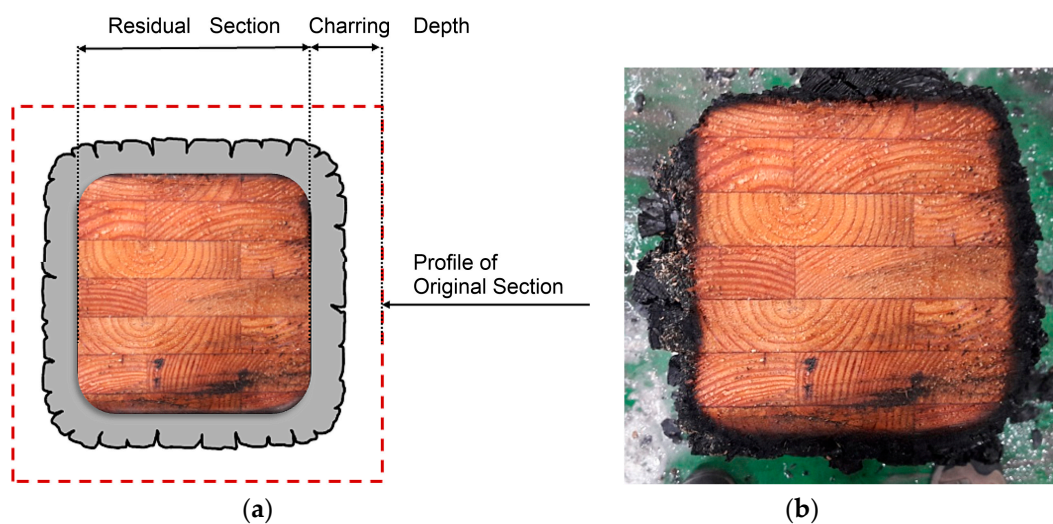 Residual Section Charring Depth
Profile of
Original Section
(a)
(b)